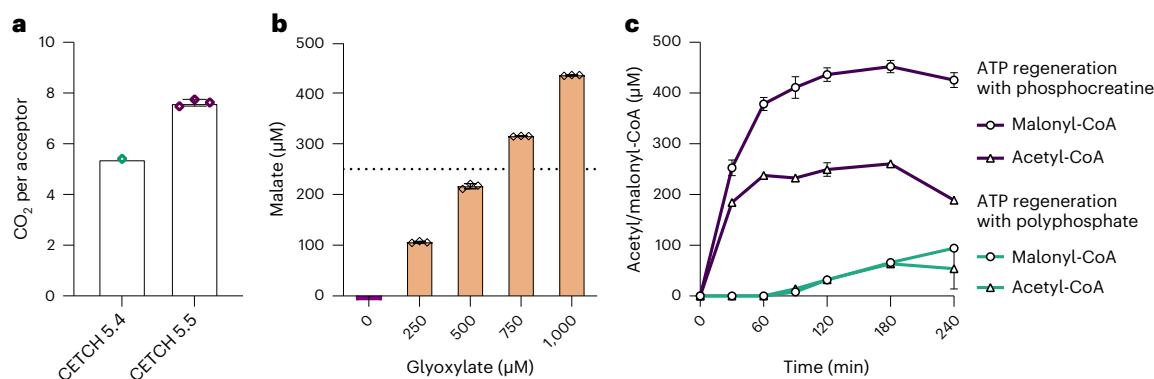 a
10
8
6
4
2
0
CO2 per acceptor
CETCH 5.4
CETCH 5.5
b
500
400
300
200
100
0
Malate (µM)
0
250
500
750
1,000
Glyoxylate (µM)
c
500
400
300
200
100
0
Acetyl/malonyl-CoA (µM)
0
60
120
180
240
Time (min)
ATP regeneration
with phosphocreatine
Malonyl-CoA
Acetyl-CoA
ATP regeneration
with polyphosphate
Malonyl-CoA
Acetyl-CoA